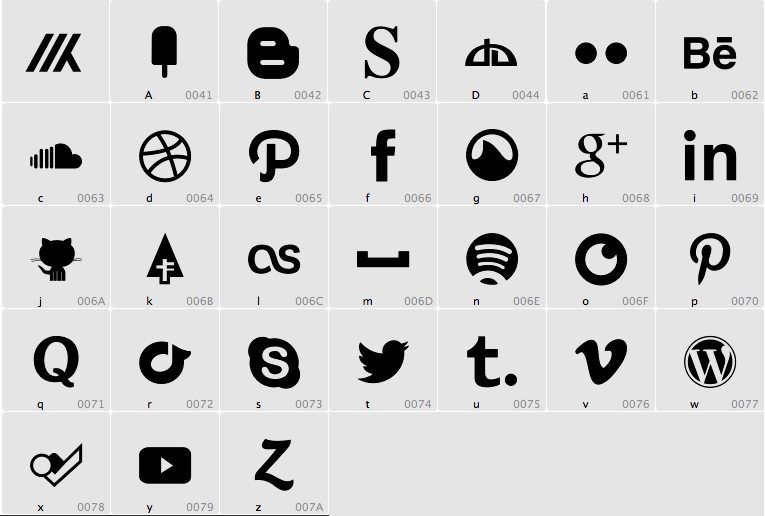 A 0041 B 0042 C 0043 D 0044 a 0061 Bē b 0062
c 0063 d 0064 e 0065 f f 0066 g 0067 g+ h 0068 in i 0069
j 006A k 006B l 006C m 006D n 006E o 006F p 0070
Q q 0071 r 0072 S s 0073 t 0074 t. u 0075 v v 0076 W w 0077
x 0078 y 0079 Z z 007A